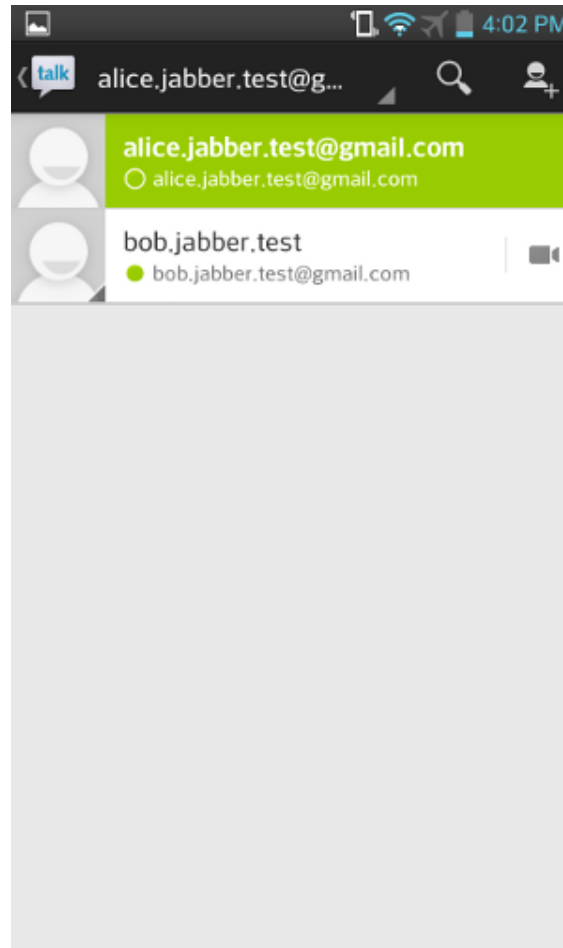 4:02 PM
talk
alice.jabber.test@g...
alice.jabber.test@gmail.com
alice.jabber.test@gmail.com
bob.jabber.test
bob.jabber.test@gmail.com